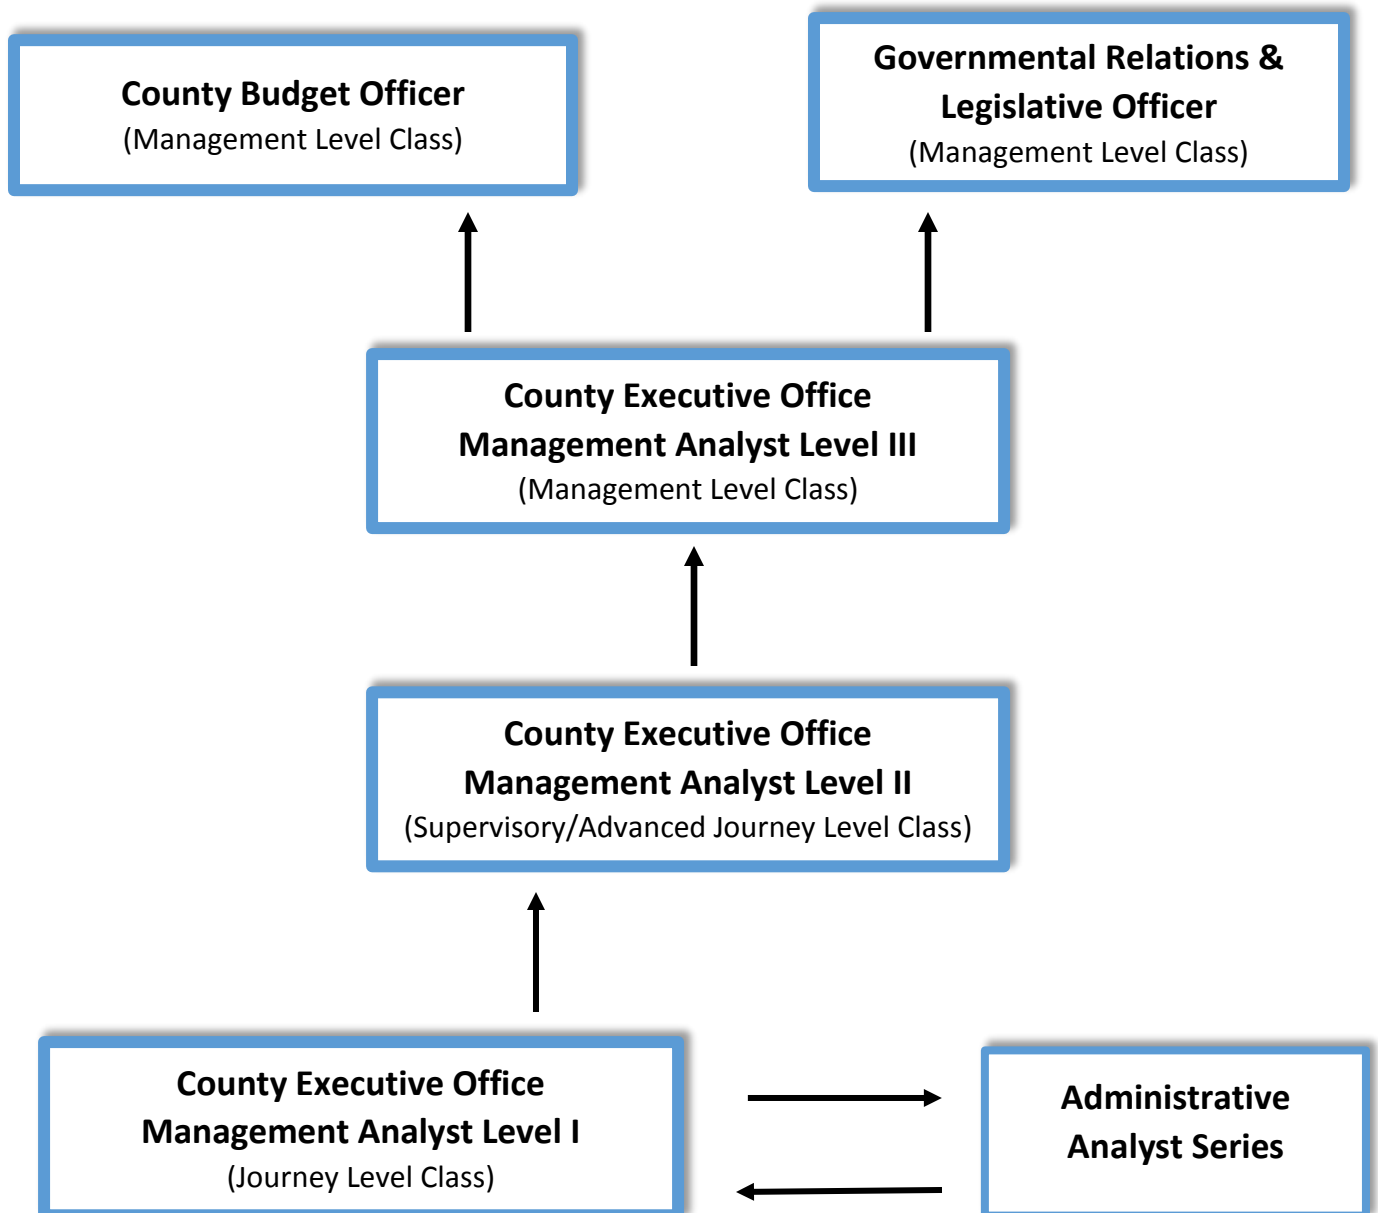 County Budget Officer
(Management Level Class)
Governmental Relations &
Legislative Officer
(Management Level Class)
County Executive Office
Management Analyst Level III
(Management Level Class)
County Executive Office
Management Analyst Level II
(Supervisory/Advanced Journey Level Class)
County Executive Office
Management Analyst Level I
(Journey Level Class)
Administrative
Analyst Series